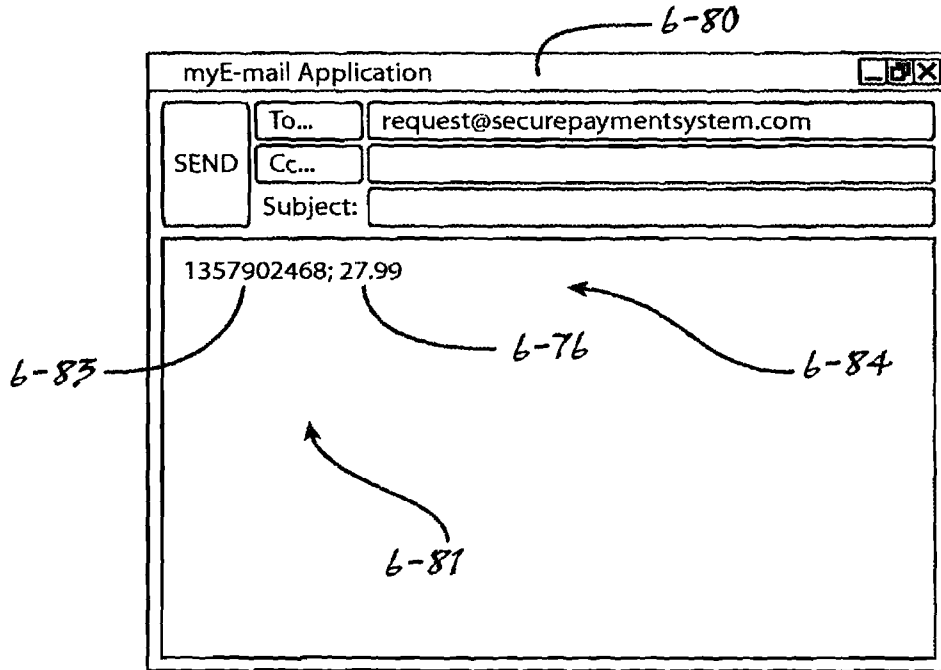 6-80
myE-mail Application
To... request@securepaymentsystem.com
SEND Cc...
Subject:
1357902468; 27.99
6-83 6-76 6-84
6-81